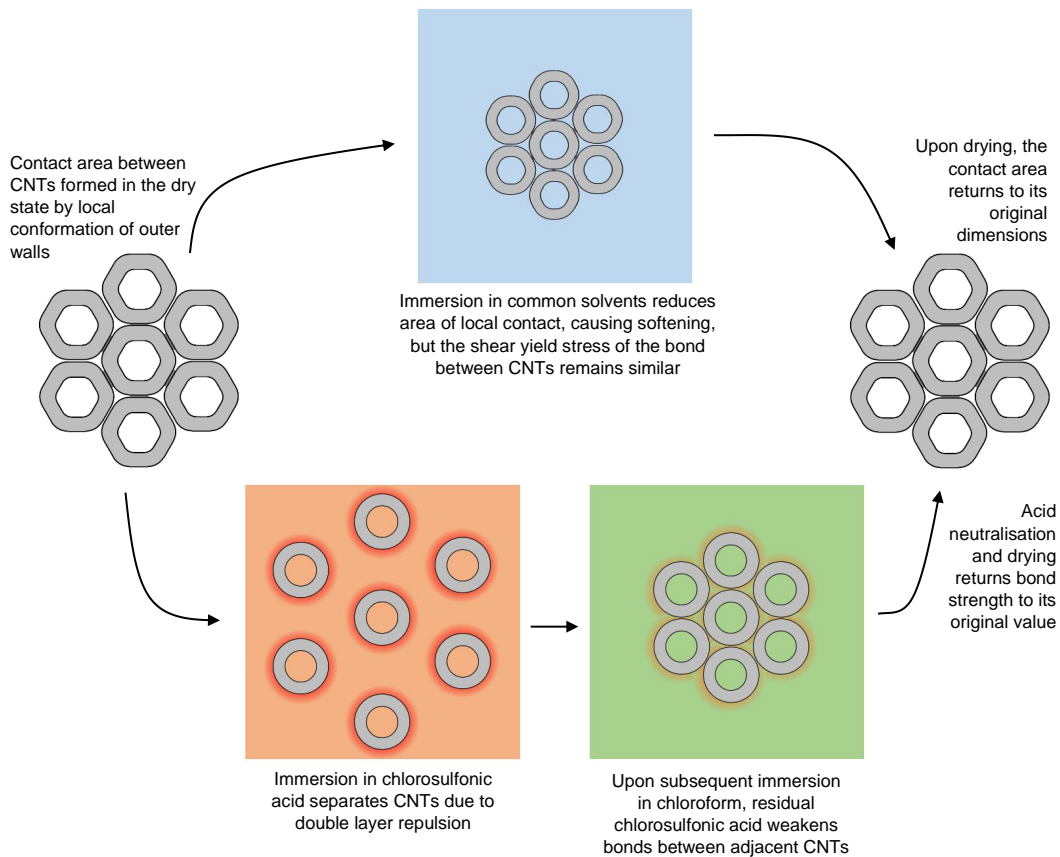 Contact area between
CNTs formed in the dry
state by local
conformation of outer
walls
Immersion in common solvents reduces
area of local contact, causing softening,
but the shear yield stress of the bond
between CNTs remains similar
Upon drying, the
contact area
returns to its
original
dimensions
Immersion in chlorosulfonic
acid separates CNTs due to
double layer repulsion
Upon subsequent immersion
in chloroform, residual
chlorosulfonic acid weakens
bonds between adjacent CNTs
Acid
neutralisation
and drying
returns bond
strength to its
original value